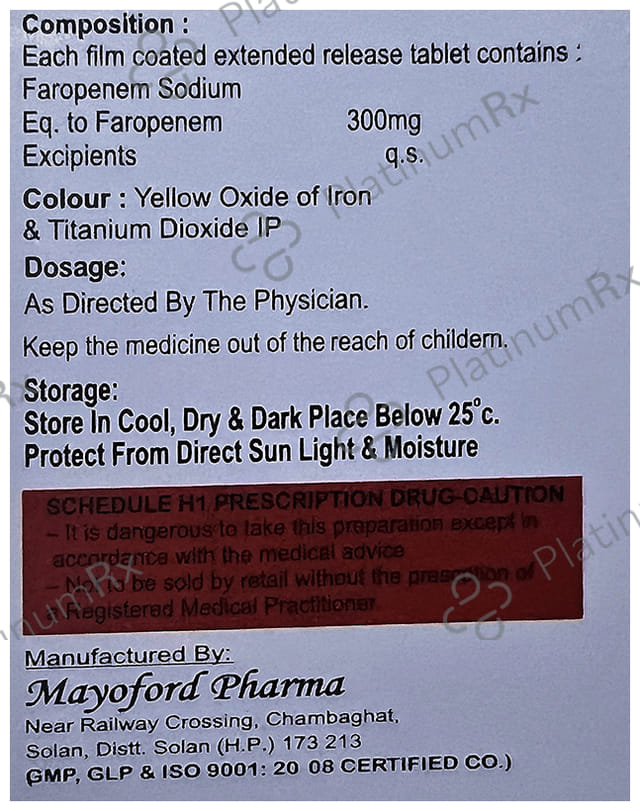 Composition :
Each film coated extended release tablet contains :
Faropenem Sodium
Eq. to Faropenem 300mg
Excipients q.s.
Colour : Yellow Oxide of Iron
& Titanium Dioxide IP
Dosage:
As Directed By The Physician.
Keep the medicine out of the reach of childern.
Storage:
Store In Cool, Dry & Dark Place Below 25°c.
Protect From Direct Sun Light & Moisture
SCHEDULE H1 PRESCRIPTION DRUG-CAUTION
– It is dangerous to take this preparation except in
accordance with the medical advice
– Not to be sold by retail without the of
a Registered Medical Practitioner
Manufactured By:
Mayoford Pharma
Near Railway Crossing, Chambaghat,
Solan, Distt. Solan (H.P.) 173 213
(GMP, GLP & ISO 9001: 20 08 CERTIFIED CO.)
PlatinumRx
PlatinumRx
PlatinumRx
PlatinumRx